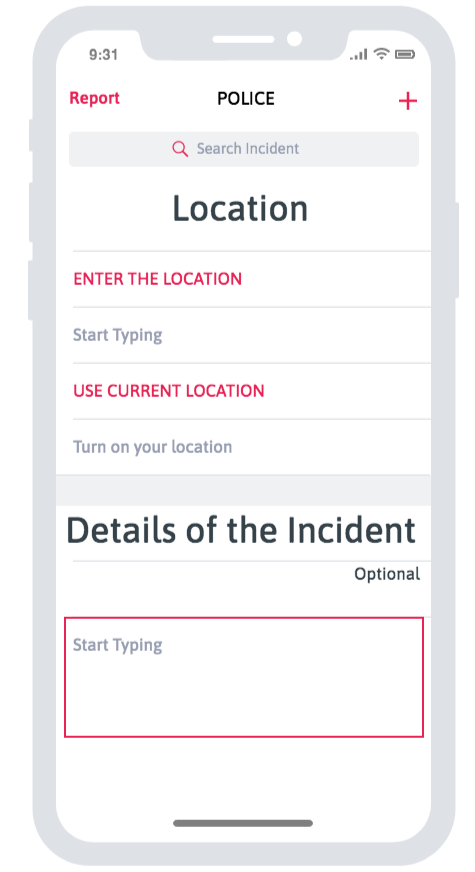 9:31
Report POLICE +
Search Incident
Location
ENTER THE LOCATION
Start Typing
USE CURRENT LOCATION
Turn on your location
Details of the Incident
Optional
Start Typing